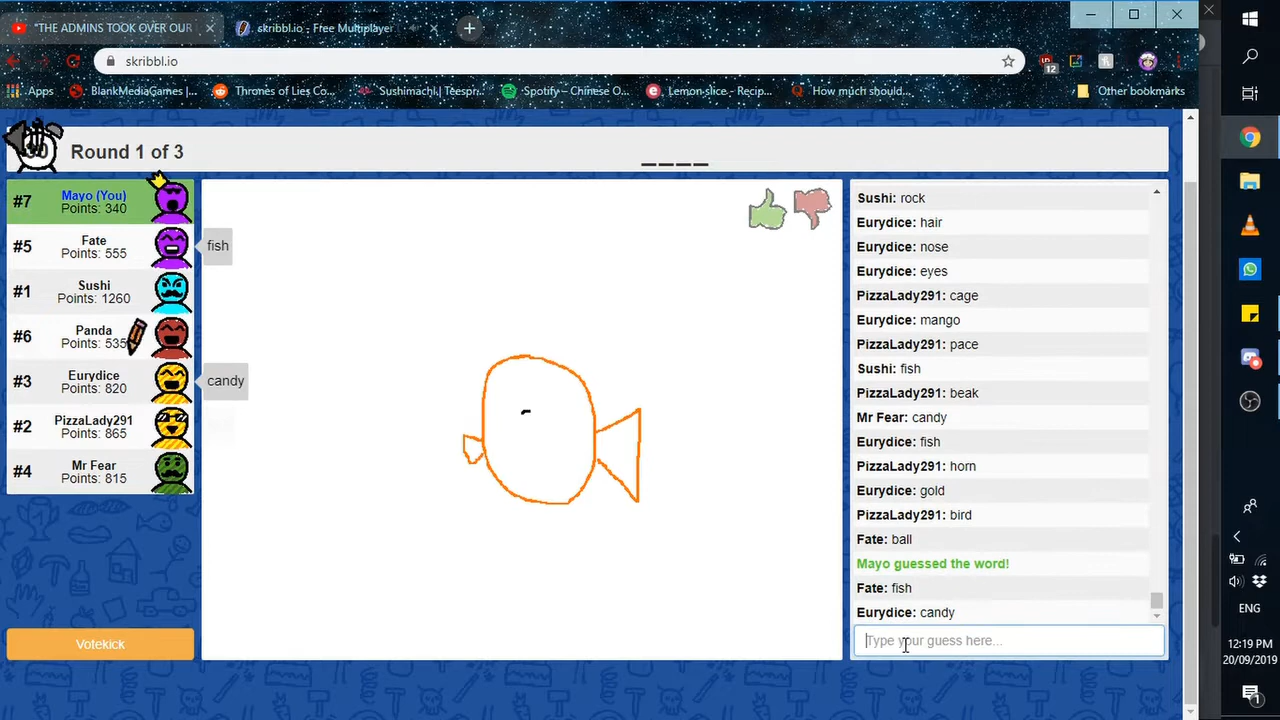 "THE ADMINS TOOK OVER OUR
skribbl.io - Free Multiplayer
skribbl.io
12
Apps
BlankMediaGames |...
Thrones of Lies Co...
Sushimachi | Teespr...
Spotify – Chinese O...
Lemon slice - Recip...
How much should...
Other bookmarks
Round 1 of 3
____
#7
Mayo (You)
Points: 340
#5
Fate
Points: 555
fish
#1
Sushi
Points: 1260
#6
Panda
Points: 535
#3
Eurydice
Points: 820
candy
#2
PizzaLady291
Points: 865
#4
Mr Fear
Points: 815
Votekick
Sushi: rock
Eurydice: hair
Eurydice: nose
Eurydice: eyes
PizzaLady291: cage
Eurydice: mango
PizzaLady291: pace
Sushi: fish
PizzaLady291: beak
Mr Fear: candy
Eurydice: fish
PizzaLady291: horn
Eurydice: gold
PizzaLady291: bird
Fate: ball
Mayo guessed the word!
Fate: fish
Eurydice: candy
Type your guess here...
ENG
12:19 PM
20/09/2019
1